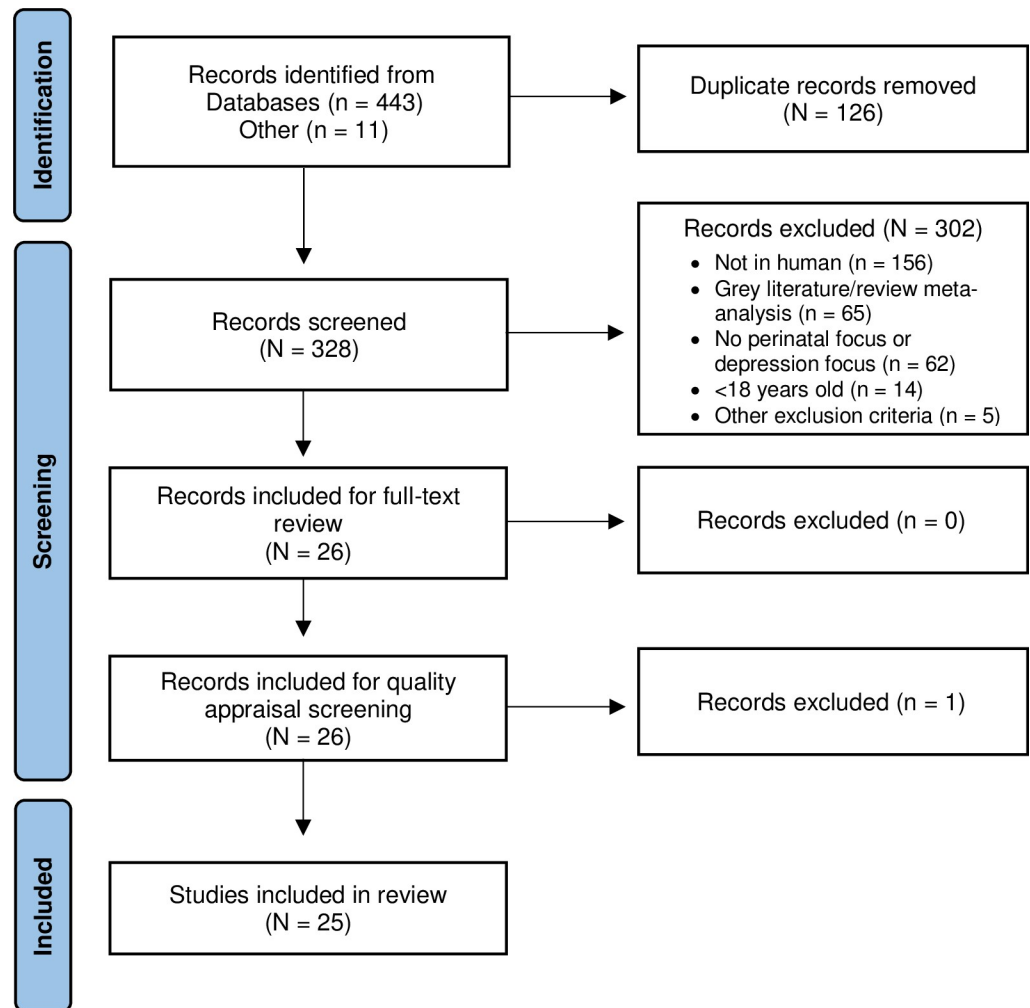 Identification
Records identified from
Databases (n = 443)
Other (n = 11)
Duplicate records removed
(N = 126)
Screening
Records screened
(N = 328)
Records excluded (N = 302)
• Not in human (n = 156)
• Grey literature/review meta-
analysis (n = 65)
• No perinatal focus or
depression focus (n = 62)
• <18 years old (n = 14)
• Other exclusion criteria (n = 5)
Records included for full-text
review
(N = 26)
Records excluded (n = 0)
Records included for quality
appraisal screening
(N = 26)
Records excluded (n = 1)
Included
Studies included in review
(N = 25)